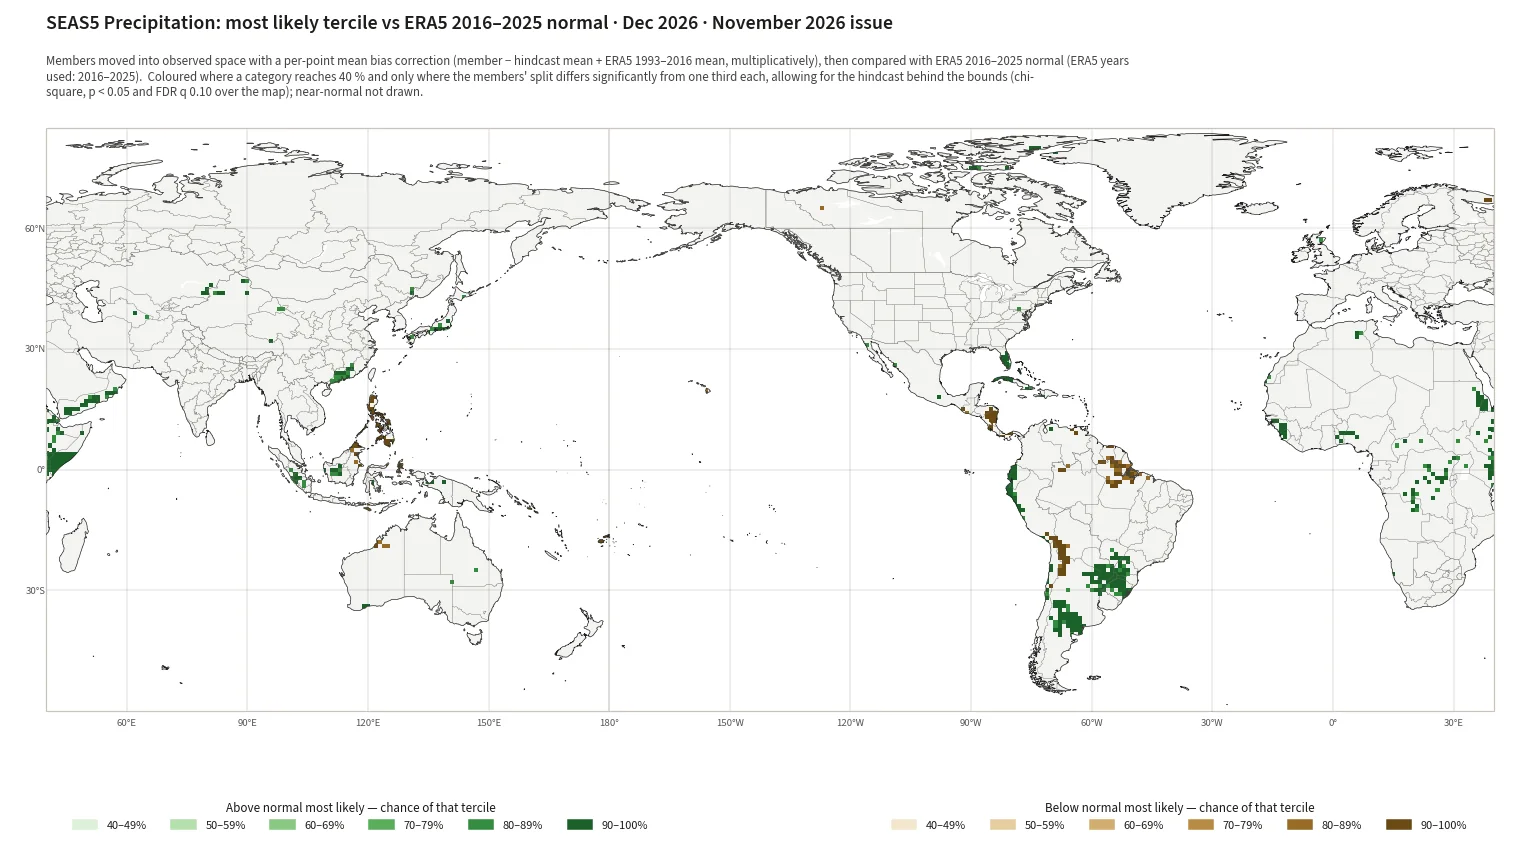 SEAS5 Precipitation: most likely tercile vs ERA5 2016–2025 normal · Dec 2026 · November 2026 issue
Members moved into observed space with a per-point mean bias correction (member − hindcast mean + ERA5 1993–2016 mean, multiplicatively), then compared with ERA5 2016–2025 normal (ERA5 years
used: 2016–2025). Coloured where a category reaches 40 % and only where the members' split differs significantly from one third each, allowing for the hindcast behind the bounds (chi-
square, p < 0.05 and FDR q 0.10 over the map); near-normal not drawn.
60°N
30°N
0°
30°S
60°E 90°E 120°E 150°E 180° 150°W 120°W 90°W 60°W 30°W 0° 30°E
Above normal most likely — chance of that tercile
40–49% 50–59% 60–69% 70–79% 80–89% 90–100%
Below normal most likely — chance of that tercile
40–49% 50–59% 60–69% 70–79% 80–89% 90–100%